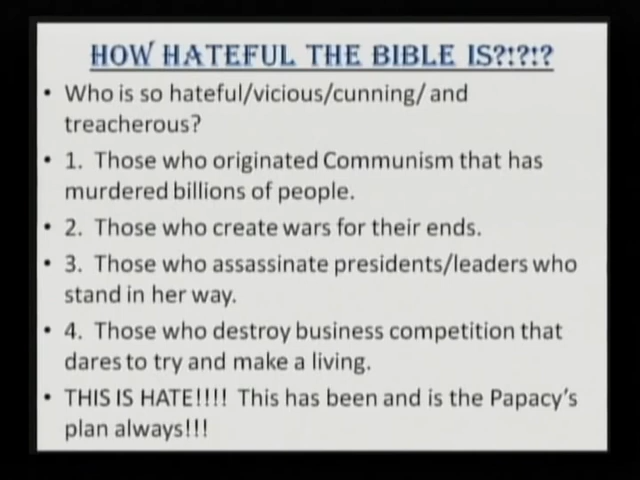 HOW HATEFUL THE BIBLE IS?!?!?
• Who is so hateful/vicious/cunning/ and
treacherous?
• 1. Those who originated Communism that has
murdered billions of people.
• 2. Those who create wars for their ends.
• 3. Those who assassinate presidents/leaders who
stand in her way.
• 4. Those who destroy business competition that
dares to try and make a living.
• THIS IS HATE!!!! This has been and is the Papacy's
plan always!!!